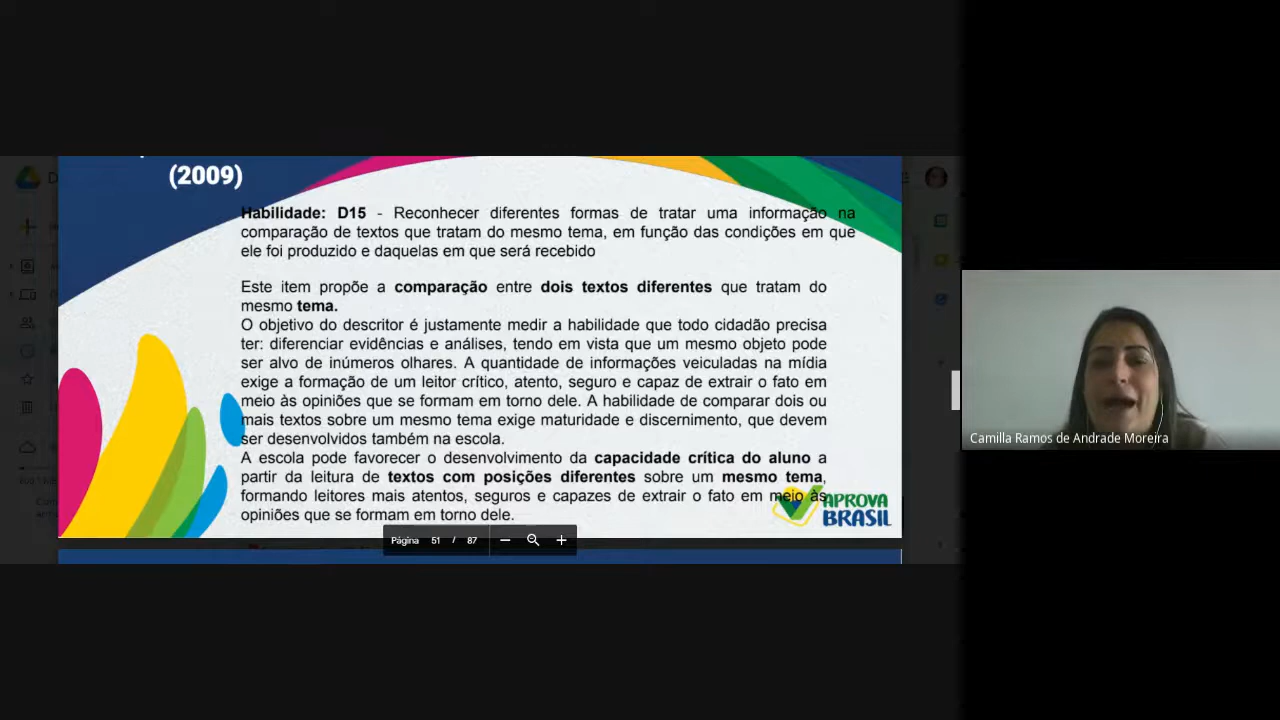 (2009)
Habilidade: D15 - Reconhecer diferentes formas de tratar uma informação na
comparação de textos que tratam do mesmo tema, em função das condições em que
ele foi produzido e daquelas em que será recebido
Este item propõe a comparação entre dois textos diferentes que tratam do
mesmo tema.
O objetivo do descritor é justamente medir a habilidade que todo cidadão precisa
ter: diferenciar evidências e análises, tendo em vista que um mesmo objeto pode
ser alvo de inúmeros olhares. A quantidade de informações veiculadas na mídia
exige a formação de um leitor crítico, atento, seguro e capaz de extrair o fato em
meio às opiniões que se formam em torno dele. A habilidade de comparar dois ou
mais textos sobre um mesmo tema exige maturidade e discernimento, que devem
ser desenvolvidos também na escola.
A escola pode favorecer o desenvolvimento da capacidade crítica do aluno a
partir da leitura de textos com posições diferentes sobre um mesmo tema,
formando leitores mais atentos, seguros e capazes de extrair o fato em meio às
opiniões que se formam em torno dele.
APROVA
BRASIL
Página 51 / 87
Camilla Ramos de Andrade Moreira